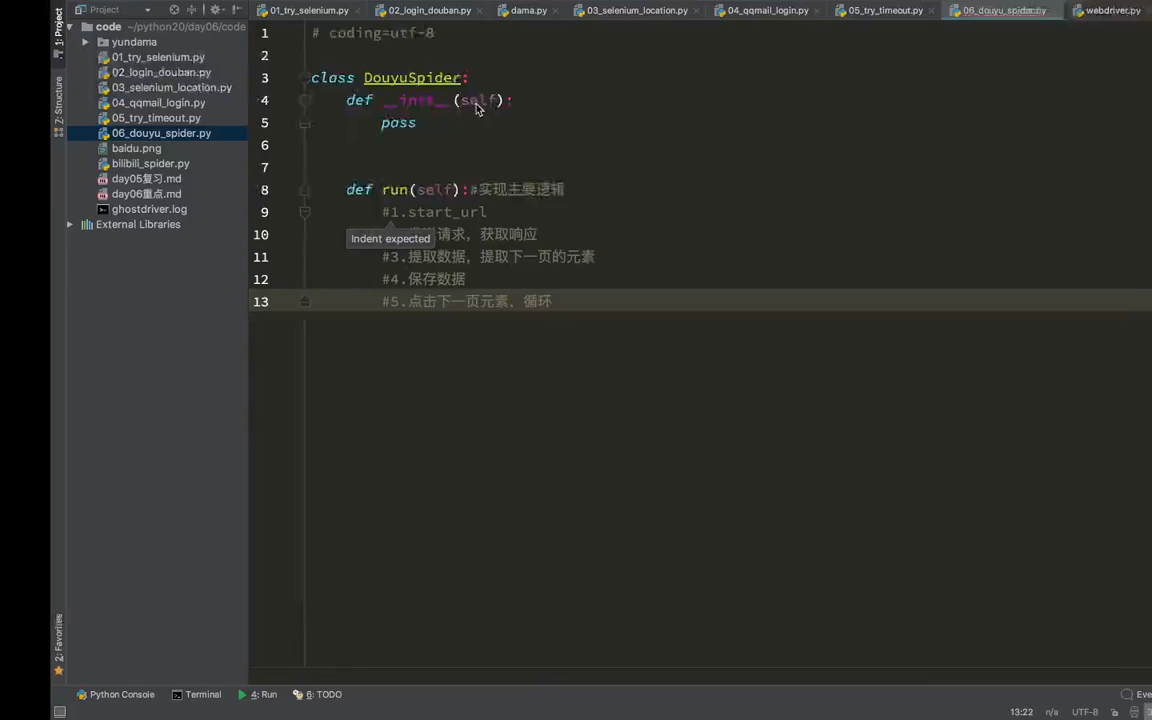 1: Project
Project
01_try_selenium.py
02_login_douban.py
dama.py
03_selenium_location.py
04_qqmail_login.py
05_try_timeout.py
06_douyu_spider.py
webdriver.py
code ~/python20/day06/code
yundama
01_try_selenium.py
02_login_douban.py
03_selenium_location.py
04_qqmail_login.py
05_try_timeout.py
06_douyu_spider.py
baidu.png
bilibili_spider.py
day05复习.md
day06重点.md
ghostdriver.log
External Libraries
Z: Structure
2: Favorites
1 # coding=utf-8
2
3 class DouyuSpider:
4 def __init__(self):
5 pass
6
7
8 def run(self):#实现主要逻辑
9 #1.start_url
10 请求，获取响应
Indent expected
11 #3.提取数据，提取下一页的元素
12 #4.保存数据
13 #5.点击下一页元素，循环
Python Console
Terminal
4: Run
6: TODO
Eve
13:22
n/a
UTF-8